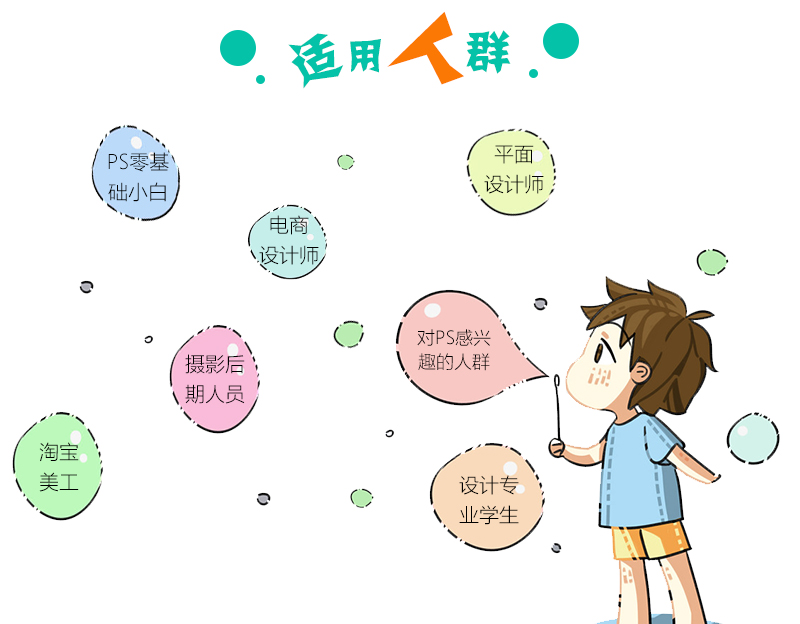 适用人群
PS零基
础小白
平面
设计师
电商
设计师
对PS感兴
趣的人群
摄影后
期人员
淘宝
美工
设计专
业学生